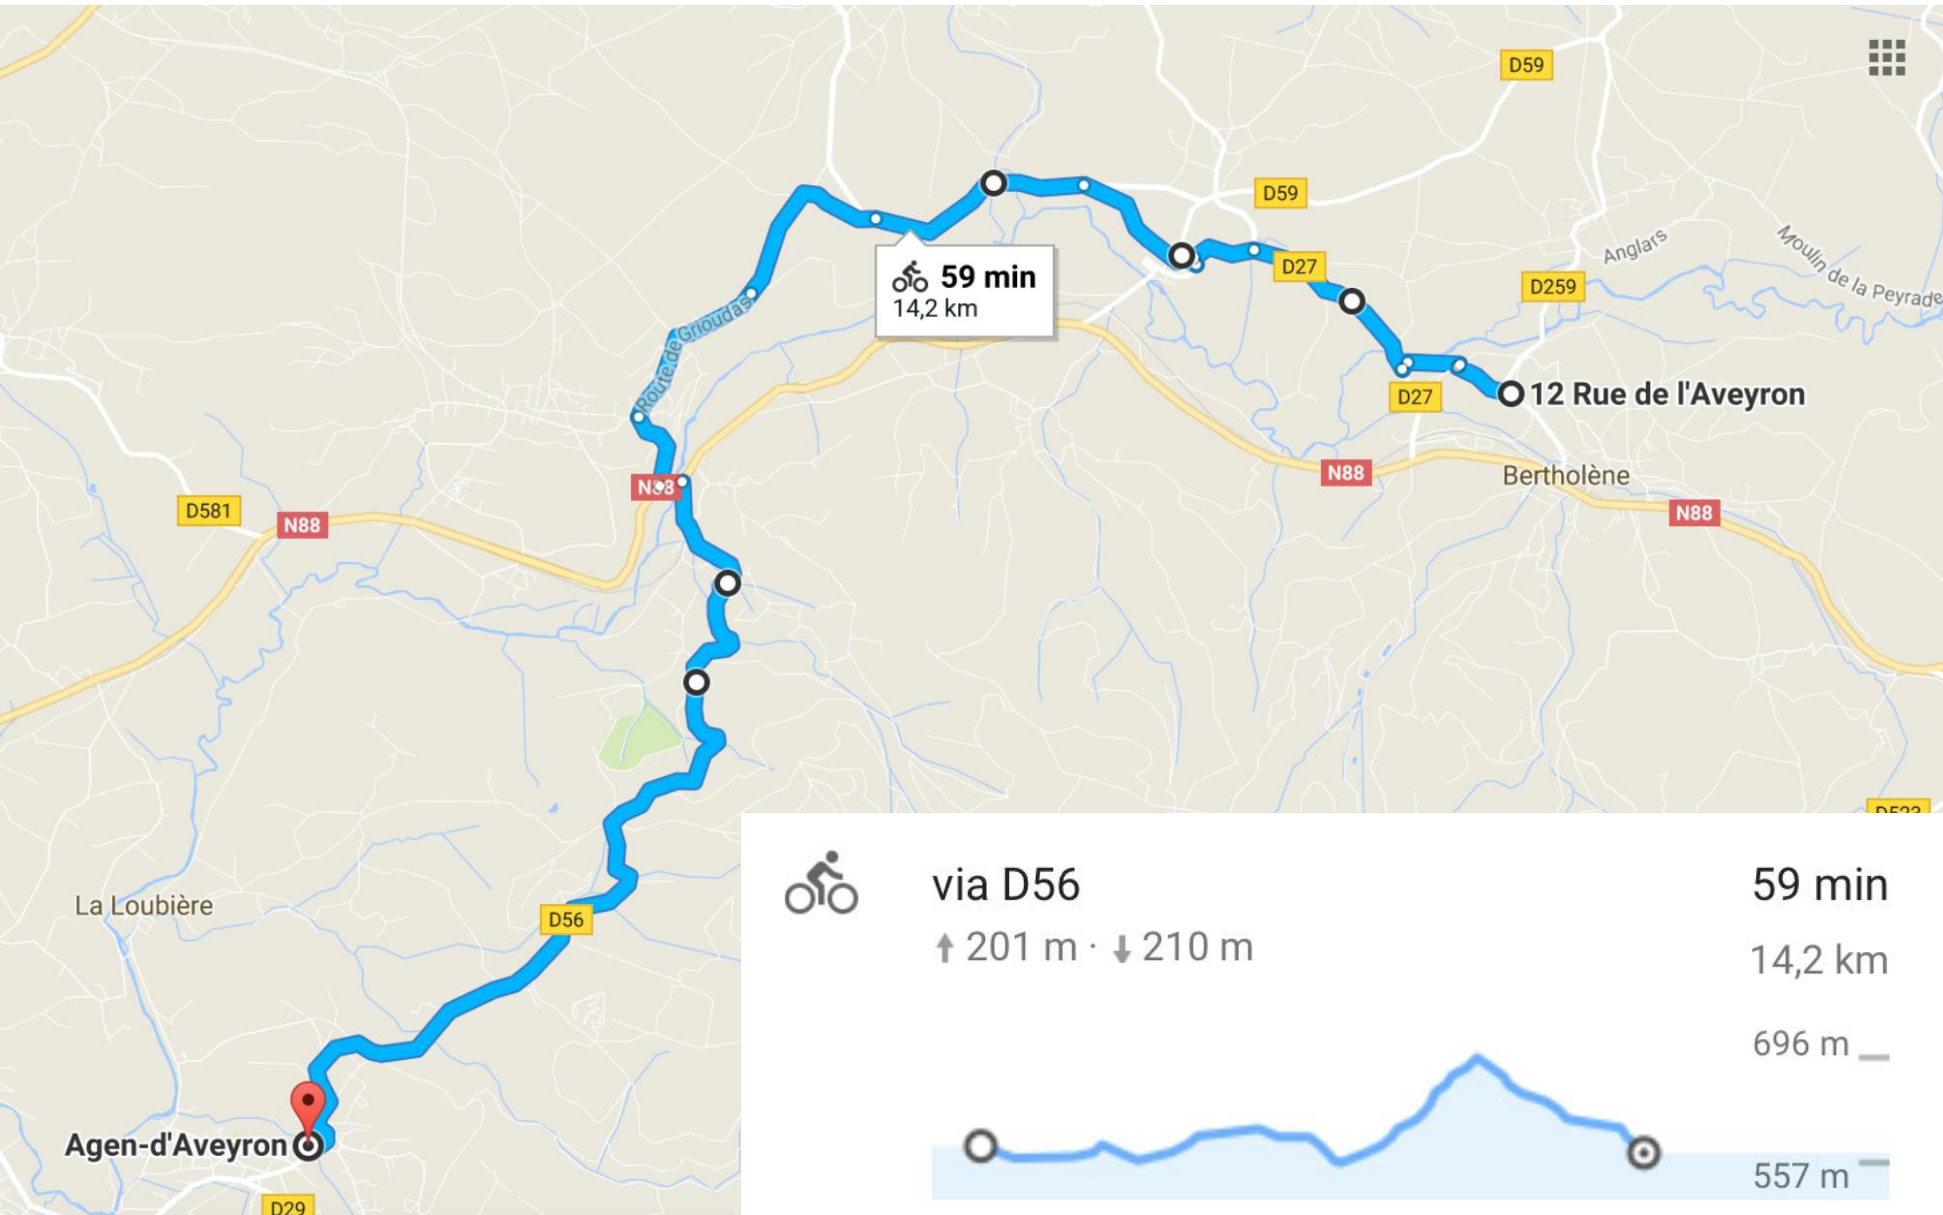 D59
D59
Anglars
Moulin de la Peyrade
D27
D259
59 min
14,2 km
Route de Grioudas
D27
12 Rue de l'Aveyron
N88
N88
Bertholène
D581
N88
N88
D523
La Loubière
D56
Agen-d'Aveyron
D29
via D56
59 min
201 m · 210 m
14,2 km
696 m
557 m